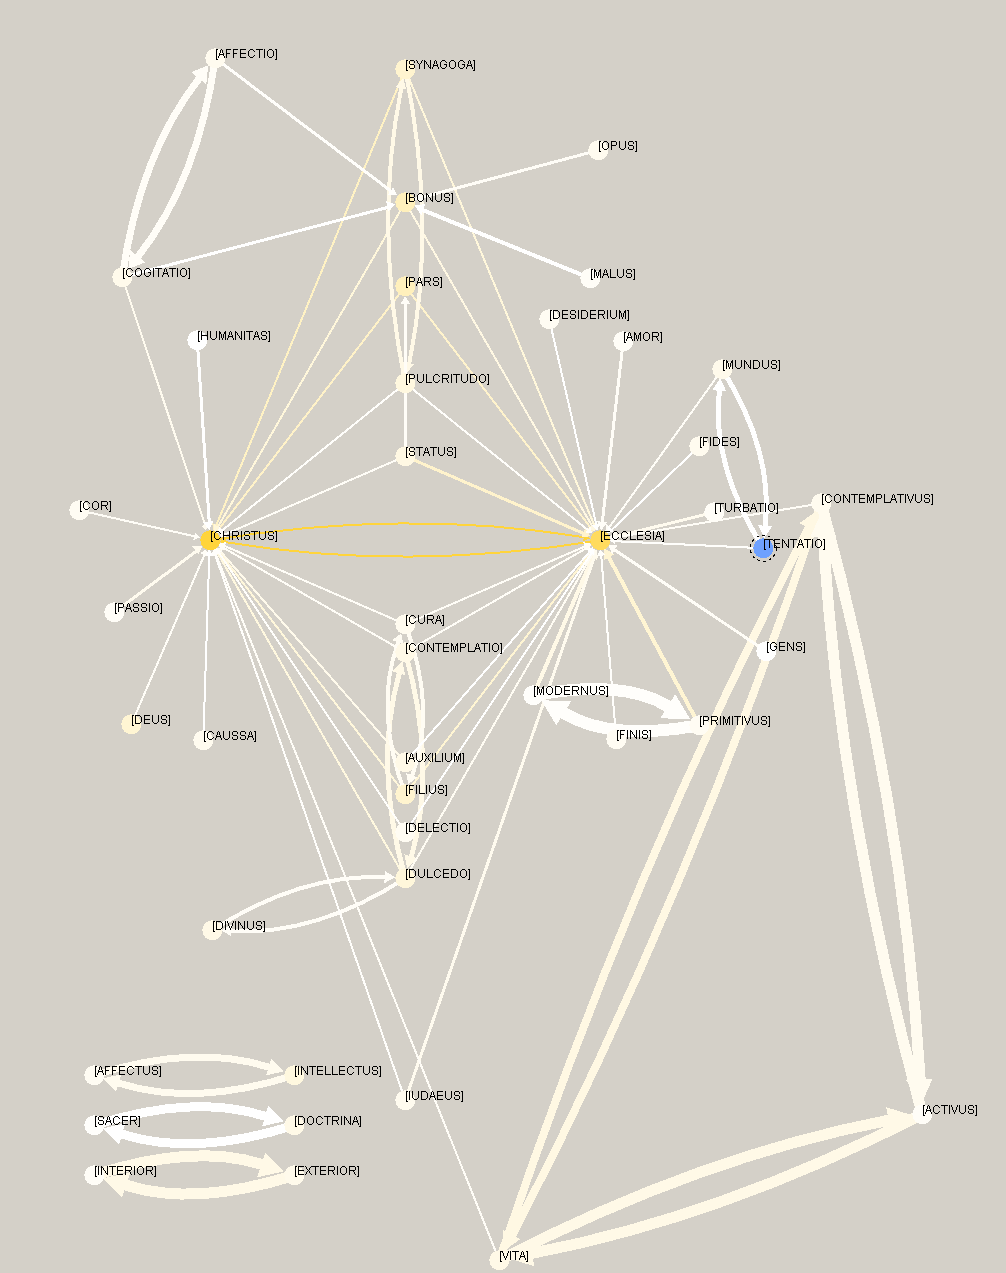 [AFFECTIO]
[SYNAGOGA]
[OPUS]
[BONUS]
[COGITATIO]
[MALUS]
[PARS]
[DESIDERIUM]
[HUMANITAS]
[AMOR]
[MUNDUS]
[PULCRITUDO]
[FIDES]
[STATUS]
[CONTEMPLATIVUS]
[COR]
[TURBATIO]
[CHRISTUS]
[ECCLESIA]
[TENTATIO]
[PASSIO]
[CURA]
[CONTEMPLATIO]
[GENS]
[MODERNUS]
[DEUS]
[PRIMITIVUS]
[CAUSSA]
[FINIS]
[AUXILIUM]
[FILIUS]
[DELECTIO]
[DULCEDO]
[DIVINUS]
[AFFECTUS]
[INTELLECTUS]
[IUDAEUS]
[ACTIVUS]
[SACER]
[DOCTRINA]
[INTERIOR]
[EXTERIOR]
[VITA]